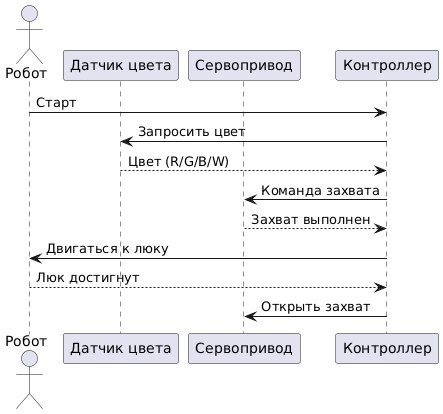 Робот
Датчик цвета
Сервопривод
Контроллер
Старт
Запросить цвет
Цвет (R/G/B/W)
Команда захвата
Захват выполнен
Двигаться к люку
Люк достигнут
Открыть захват
Робот
Датчик цвета
Сервопривод
Контроллер